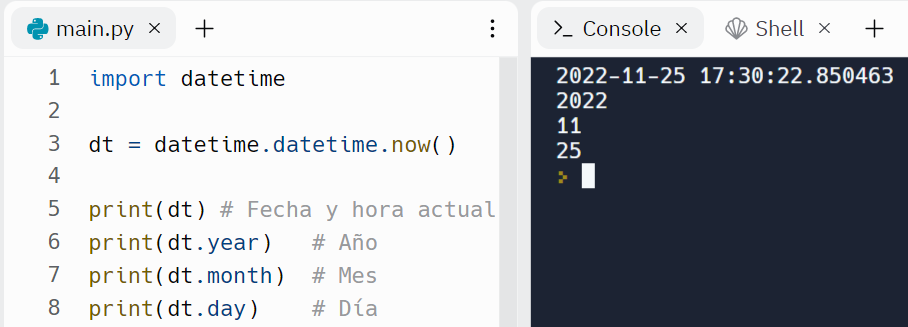 main.py × +
1 import datetime
2
3 dt = datetime.datetime.now()
4
5 print(dt) # Fecha y hora actual
6 print(dt.year)   # Año
7 print(dt.month)  # Mes
8 print(dt.day)    # Día
>_ Console × Shell × +
2022-11-25 17:30:22.850463
2022
11
25
>